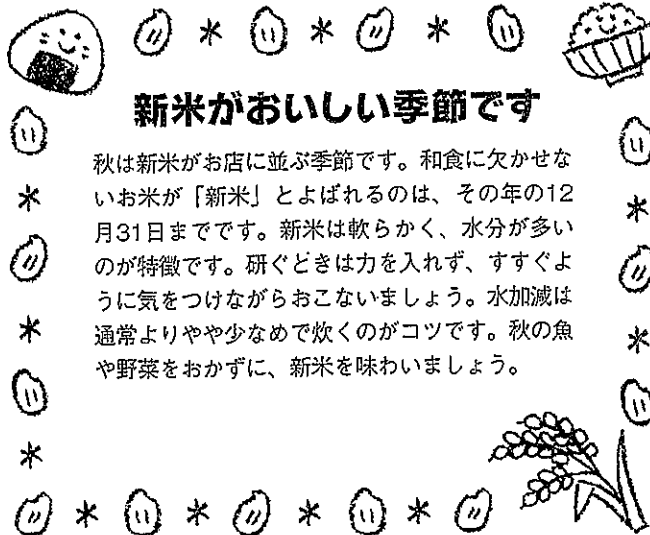 新米がおいしい季節です
秋は新米がお店に並ぶ季節です。和食に欠かせな
いお米が「新米」とよばれるのは、その年の12
月31日までです。新米は軟らかく、水分が多い
のが特徴です。研ぐときは力を入れず、すすぐよ
うに気をつけながらおこないましょう。水加減は
通常よりやや少なめで炊くのがコツです。秋の魚
や野菜をおかずに、新米を味わいましょう。